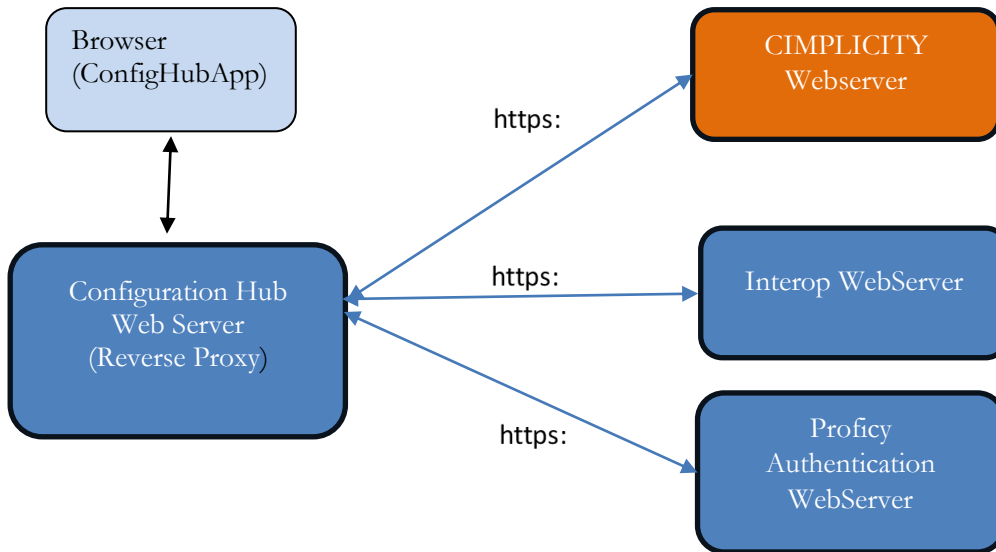 Browser
(ConfigHubApp)
CIMPLICITY
Webserver
https:
Configuration Hub
Web Server
(Reverse Proxy)
https:
Interop WebServer
https:
Proficy
Authentication
WebServer